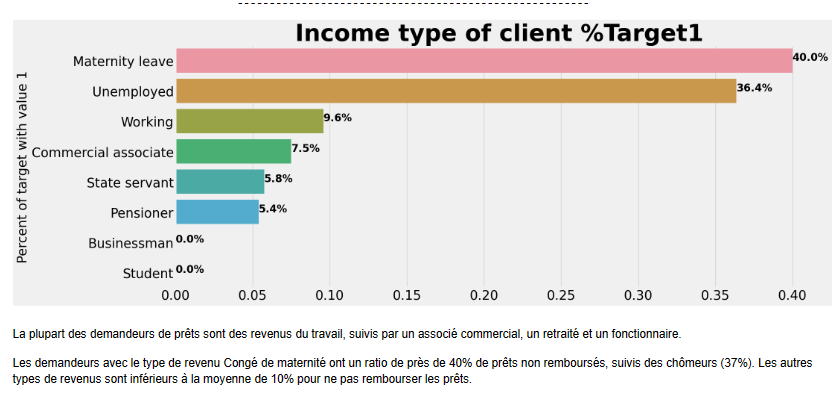 Income type of client %Target1
Percent of target with value 1
Maternity leave 40.0%
Unemployed 36.4%
Working 9.6%
Commercial associate 7.5%
State servant 5.8%
Pensioner 5.4%
Businessman 0.0%
Student 0.0%
0.00 0.05 0.10 0.15 0.20 0.25 0.30 0.35 0.40
La plupart des demandeurs de prêts sont des revenus du travail, suivis par un associé commercial, un retraité et un fonctionnaire.
Les demandeurs avec le type de revenu Congé de maternité ont un ratio de près de 40% de prêts non remboursés, suivis des chômeurs (37%). Les autres
types de revenus sont inférieurs à la moyenne de 10% pour ne pas rembourser les prêts.